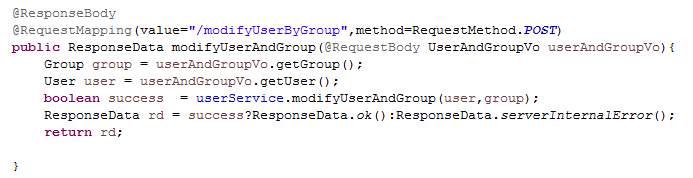 @ResponseBody
@RequestMapping(value="/modifyUserByGroup",method=RequestMethod.POST)
public ResponseData modifyUserAndGroup(@RequestBody UserAndGroupVo userAndGroupVo){
Group group = userAndGroupVo.getGroup();
User user = userAndGroupVo.getUser();
boolean success  = userService.modifyUserAndGroup(user,group);
ResponseData rd = success?ResponseData.ok():ResponseData.serverInternalError();
return rd;
}